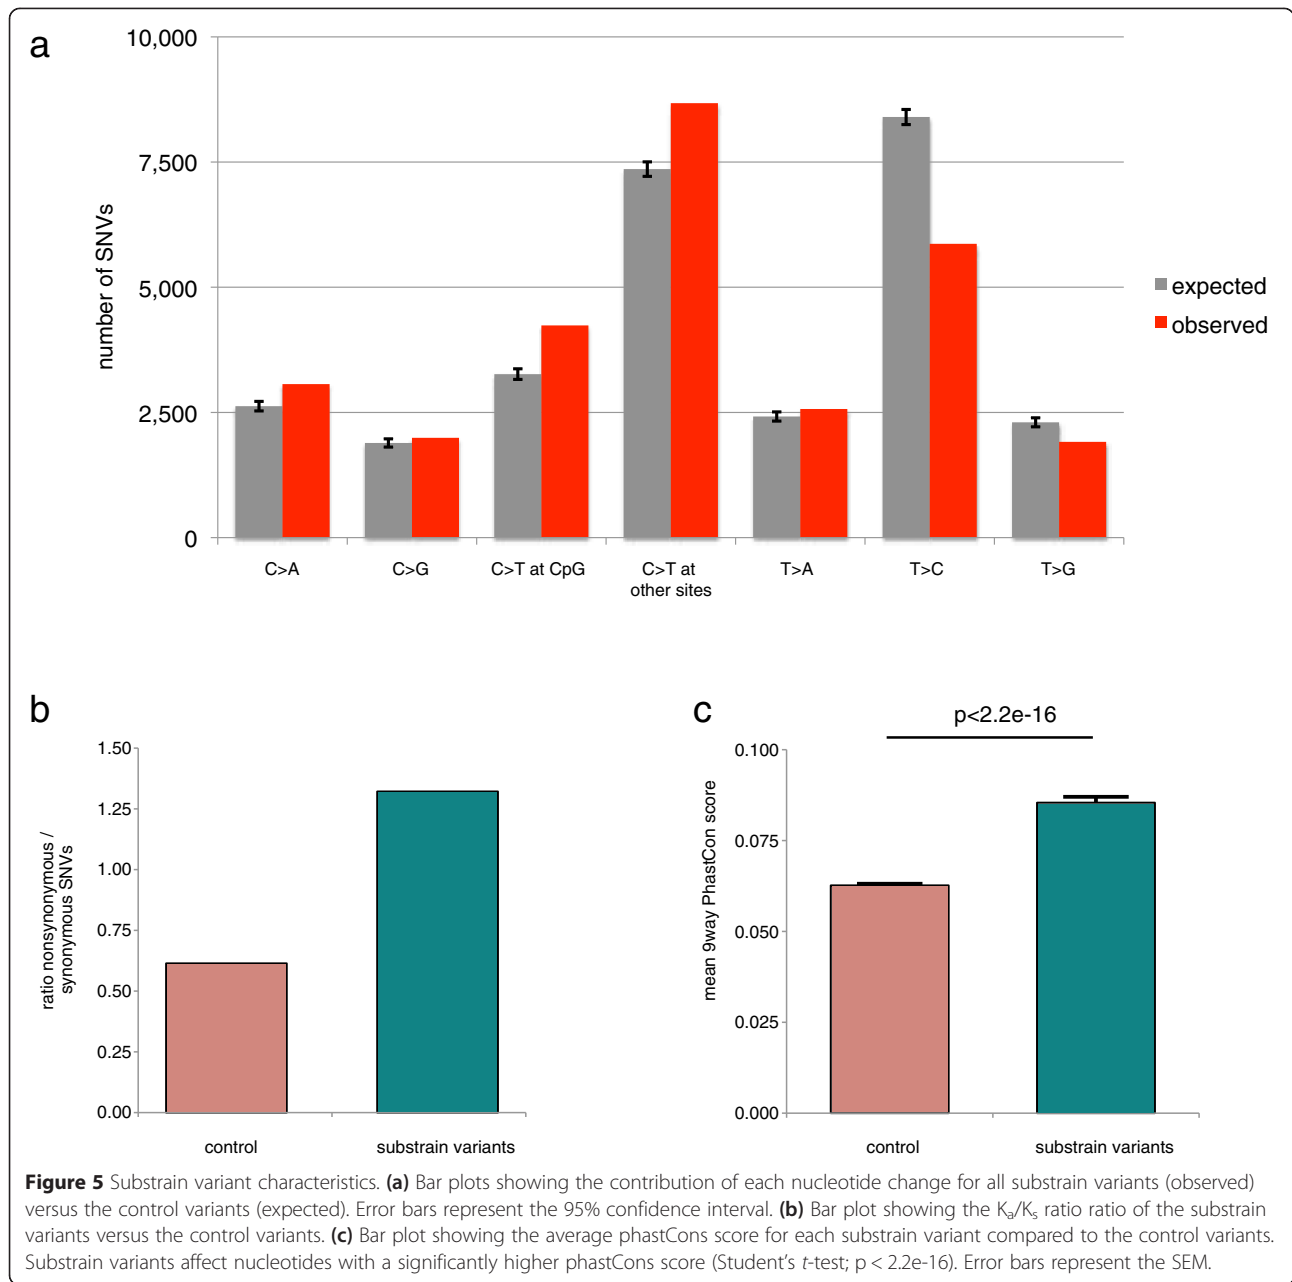 a
10,000
7,500
5,000
2,500
0
number of SNVs
C>A
C>G
C>T at CpG
C>T at
other sites
T>A
T>C
T>G
expected
observed
b
1.50
1.25
1.00
0.75
0.50
0.25
0.00
ratio nonsynonymous /
synonymous SNVs
control
substrain variants
c
p<2.2e-16
0.100
0.075
0.050
0.025
0.000
mean 9way PhastCon score
control
substrain variants
Figure 5 Substrain variant characteristics. (a) Bar plots showing the contribution of each nucleotide change for all substrain variants (observed)
versus the control variants (expected). Error bars represent the 95% confidence interval. (b) Bar plot showing the Ka/Ks ratio ratio of the substrain
variants versus the control variants. (c) Bar plot showing the average phastCons score for each substrain variant compared to the control variants.
Substrain variants affect nucleotides with a significantly higher phastCons score (Student's t-test; p < 2.2e-16). Error bars represent the SEM.